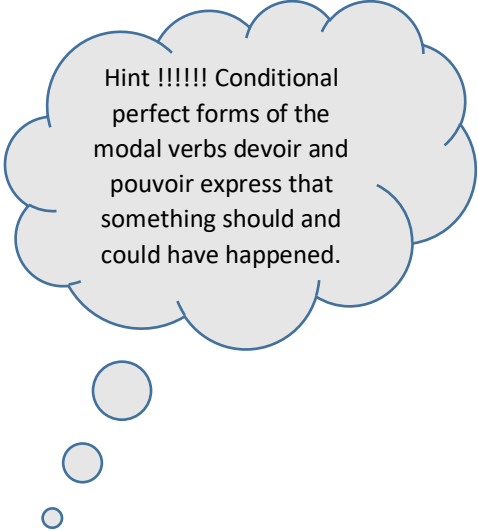 Hint !!!!!! Conditional
perfect forms of the
modal verbs devoir and
pouvoir express that
something should and
could have happened.